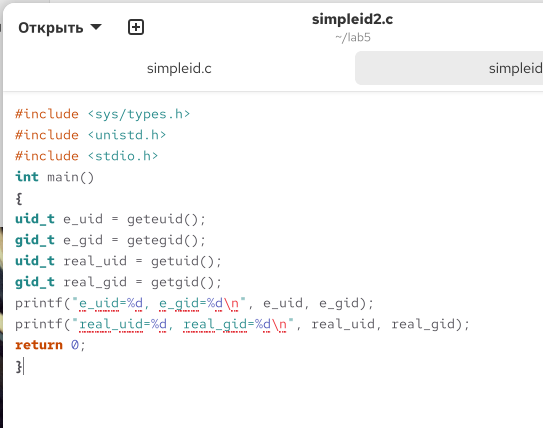 Открыть
simpleid2.c
~/lab5
simpleid.c
simpleid
#include <sys/types.h>
#include <unistd.h>
#include <stdio.h>
int main()
{
uid_t e_uid = geteuid();
gid_t e_gid = getegid();
uid_t real_uid = getuid();
gid_t real_gid = getgid();
printf("e_uid=%d, e_gid=%d\n", e_uid, e_gid);
printf("real_uid=%d, real_gid=%d\n", real_uid, real_gid);
return 0;
}